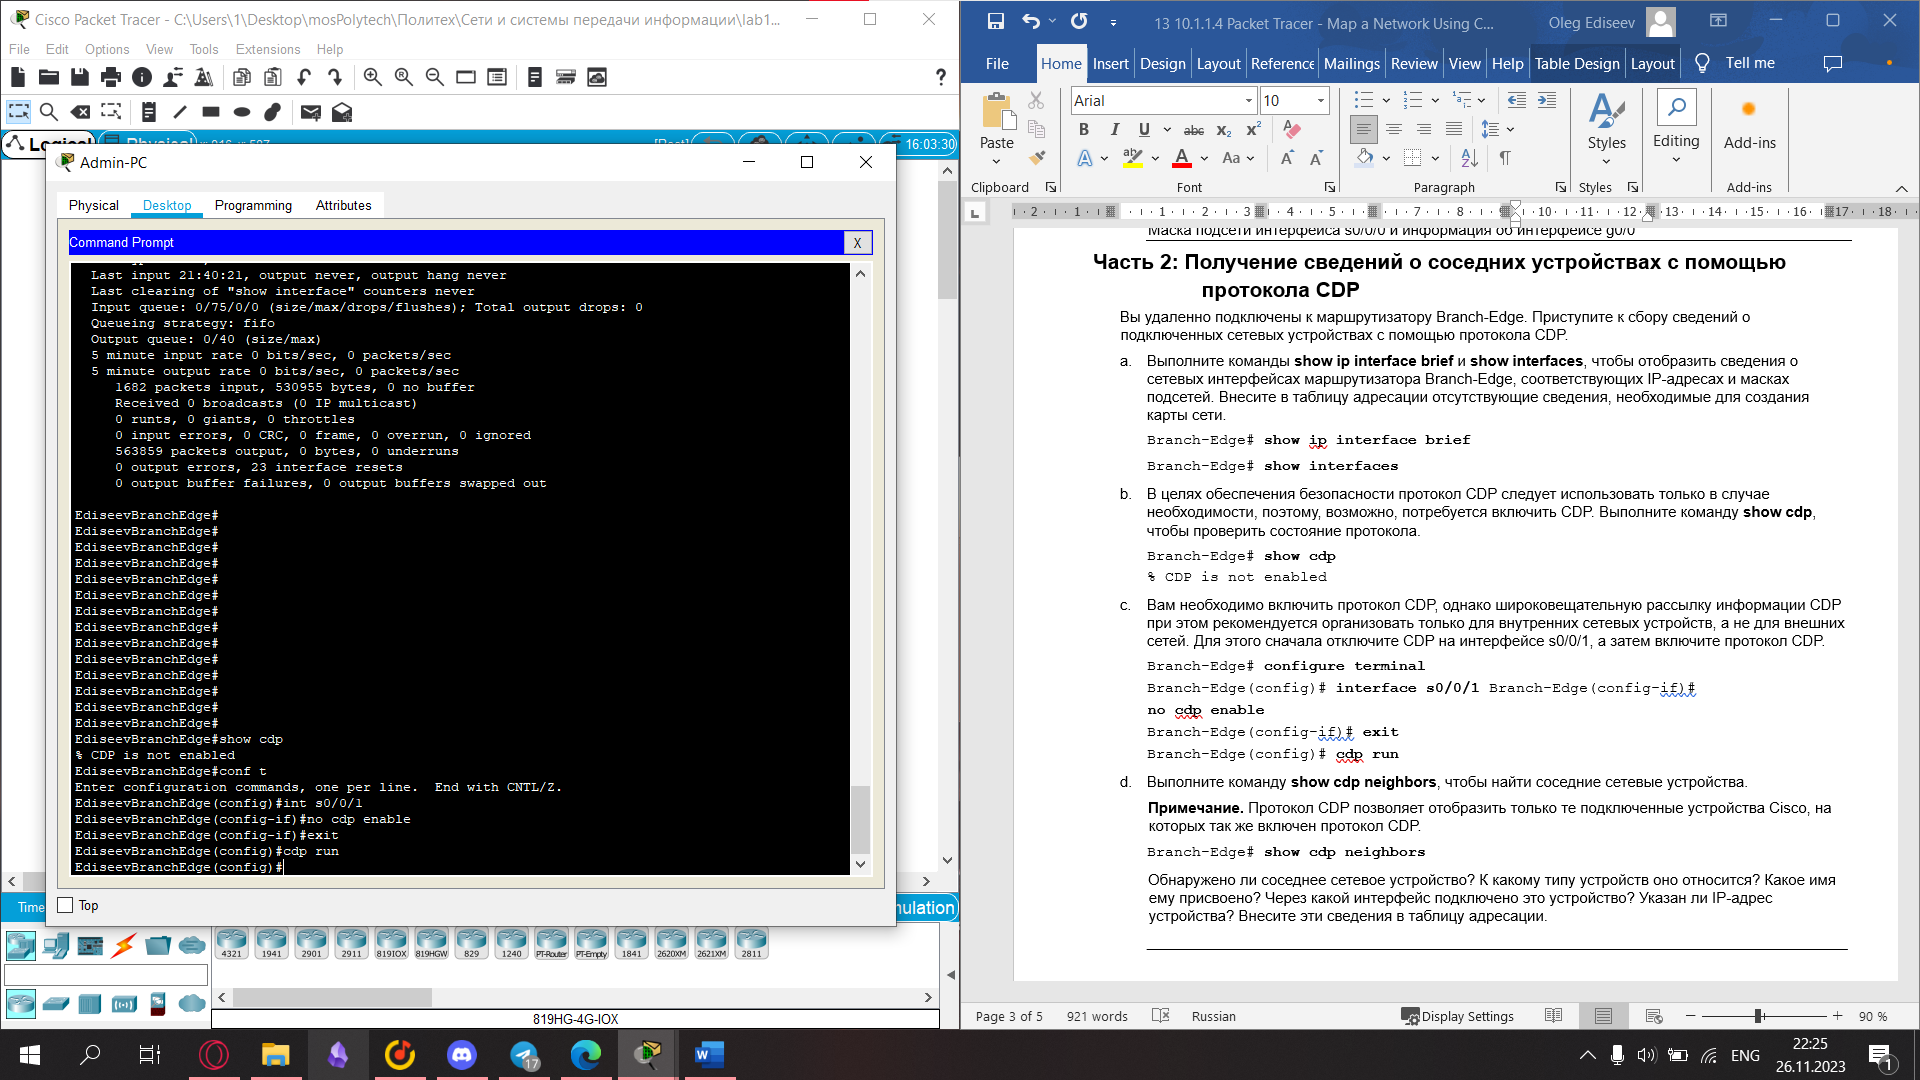 Cisco Packet Tracer - C:\Users\1\Desktop\mosPolytech\Политех\Сети и системы передачи информации\lab1...
File Edit Options View Tools Extensions Help
?
16:03:30
Admin-PC
Physical Desktop Programming Attributes
Command Prompt X
Last input 21:40:21, output never, output hang never
Last clearing of "show interface" counters never
Input queue: 0/75/0/0 (size/max/drops/flushes); Total output drops: 0
Queueing strategy: fifo
Output queue: 0/40 (size/max)
5 minute input rate 0 bits/sec, 0 packets/sec
5 minute output rate 0 bits/sec, 0 packets/sec
1682 packets input, 530955 bytes, 0 no buffer
Received 0 broadcasts (0 IP multicast)
0 runts, 0 giants, 0 throttles
0 input errors, 0 CRC, 0 frame, 0 overrun, 0 ignored
563859 packets output, 0 bytes, 0 underruns
0 output errors, 23 interface resets
0 output buffer failures, 0 output buffers swapped out
EdiseevBranchEdge#
EdiseevBranchEdge#
EdiseevBranchEdge#
EdiseevBranchEdge#
EdiseevBranchEdge#
EdiseevBranchEdge#
EdiseevBranchEdge#
EdiseevBranchEdge#
EdiseevBranchEdge#
EdiseevBranchEdge#
EdiseevBranchEdge#
EdiseevBranchEdge#
EdiseevBranchEdge#
EdiseevBranchEdge#
EdiseevBranchEdge#show cdp
% CDP is not enabled
EdiseevBranchEdge#conf t
Enter configuration commands, one per line. End with CNTL/Z.
EdiseevBranchEdge(config)#int s0/0/1
EdiseevBranchEdge(config-if)#no cdp enable
EdiseevBranchEdge(config-if)#exit
EdiseevBranchEdge(config)#cdp run
EdiseevBranchEdge(config)#
Top
Time
4321 1941 2901 2911 819IOX 819HGW 829 1240 PT-Router PT-Empty 1841 2620XM 2621XM 2811
819HG-4G-IOX
13 10.1.1.4 Packet Tracer - Map a Network Using C...
Oleg Ediseev
File Home Insert Design Layout Reference Mailings Review View Help Table Design Layout Tell me
Arial 10
Paste
Styles Editing Add-ins
Clipboard Font Paragraph Styles Add-ins
2 1 1 2 3 4 5 6 7 8 9 10 11 12 13 14 15 16 17 18
Маска подсети интерфейса s0/0/0 и информация об интерфейсе g0/0
Часть 2: Получение сведений о соседних устройствах с помощью
протокола CDP
Вы удаленно подключены к маршрутизатору Branch-Edge. Приступите к сбору сведений о
подключенных сетевых устройствах с помощью протокола CDP.
a. Выполните команды show ip interface brief и show interfaces, чтобы отобразить сведения о
сетевых интерфейсах маршрутизатора Branch-Edge, соответствующих IP-адресах и масках
подсетей. Внесите в таблицу адресации отсутствующие сведения, необходимые для создания
карты сети.
Branch-Edge# show ip interface brief
Branch-Edge# show interfaces
b. В целях обеспечения безопасности протокол CDP следует использовать только в случае
необходимости, поэтому, возможно, потребуется включить CDP. Выполните команду show cdp,
чтобы проверить состояние протокола.
Branch-Edge# show cdp
% CDP is not enabled
c. Вам необходимо включить протокол CDP, однако широковещательную рассылку информации CDP
при этом рекомендуется организовать только для внутренних сетевых устройств, а не для внешних
сетей. Для этого сначала отключите CDP на интерфейсе s0/0/1, а затем включите протокол CDP.
Branch-Edge# configure terminal
Branch-Edge(config)# interface s0/0/1 Branch-Edge(config-if)#
no cdp enable
Branch-Edge(config-if)# exit
Branch-Edge(config)# cdp run
d. Выполните команду show cdp neighbors, чтобы найти соседние сетевые устройства.
Примечание. Протокол CDP позволяет отобразить только те подключенные устройства Cisco, на
которых так же включен протокол CDP.
Branch-Edge# show cdp neighbors
Обнаружено ли соседнее сетевое устройство? К какому типу устройств оно относится? Какое имя
ему присвоено? Через какой интерфейс подключено это устройство? Указан ли IP-адрес
устройства? Внесите эти сведения в таблицу адресации.
Page 3 of 5 921 words Russian Display Settings 90 %
17
ENG
22:25
26.11.2023
1